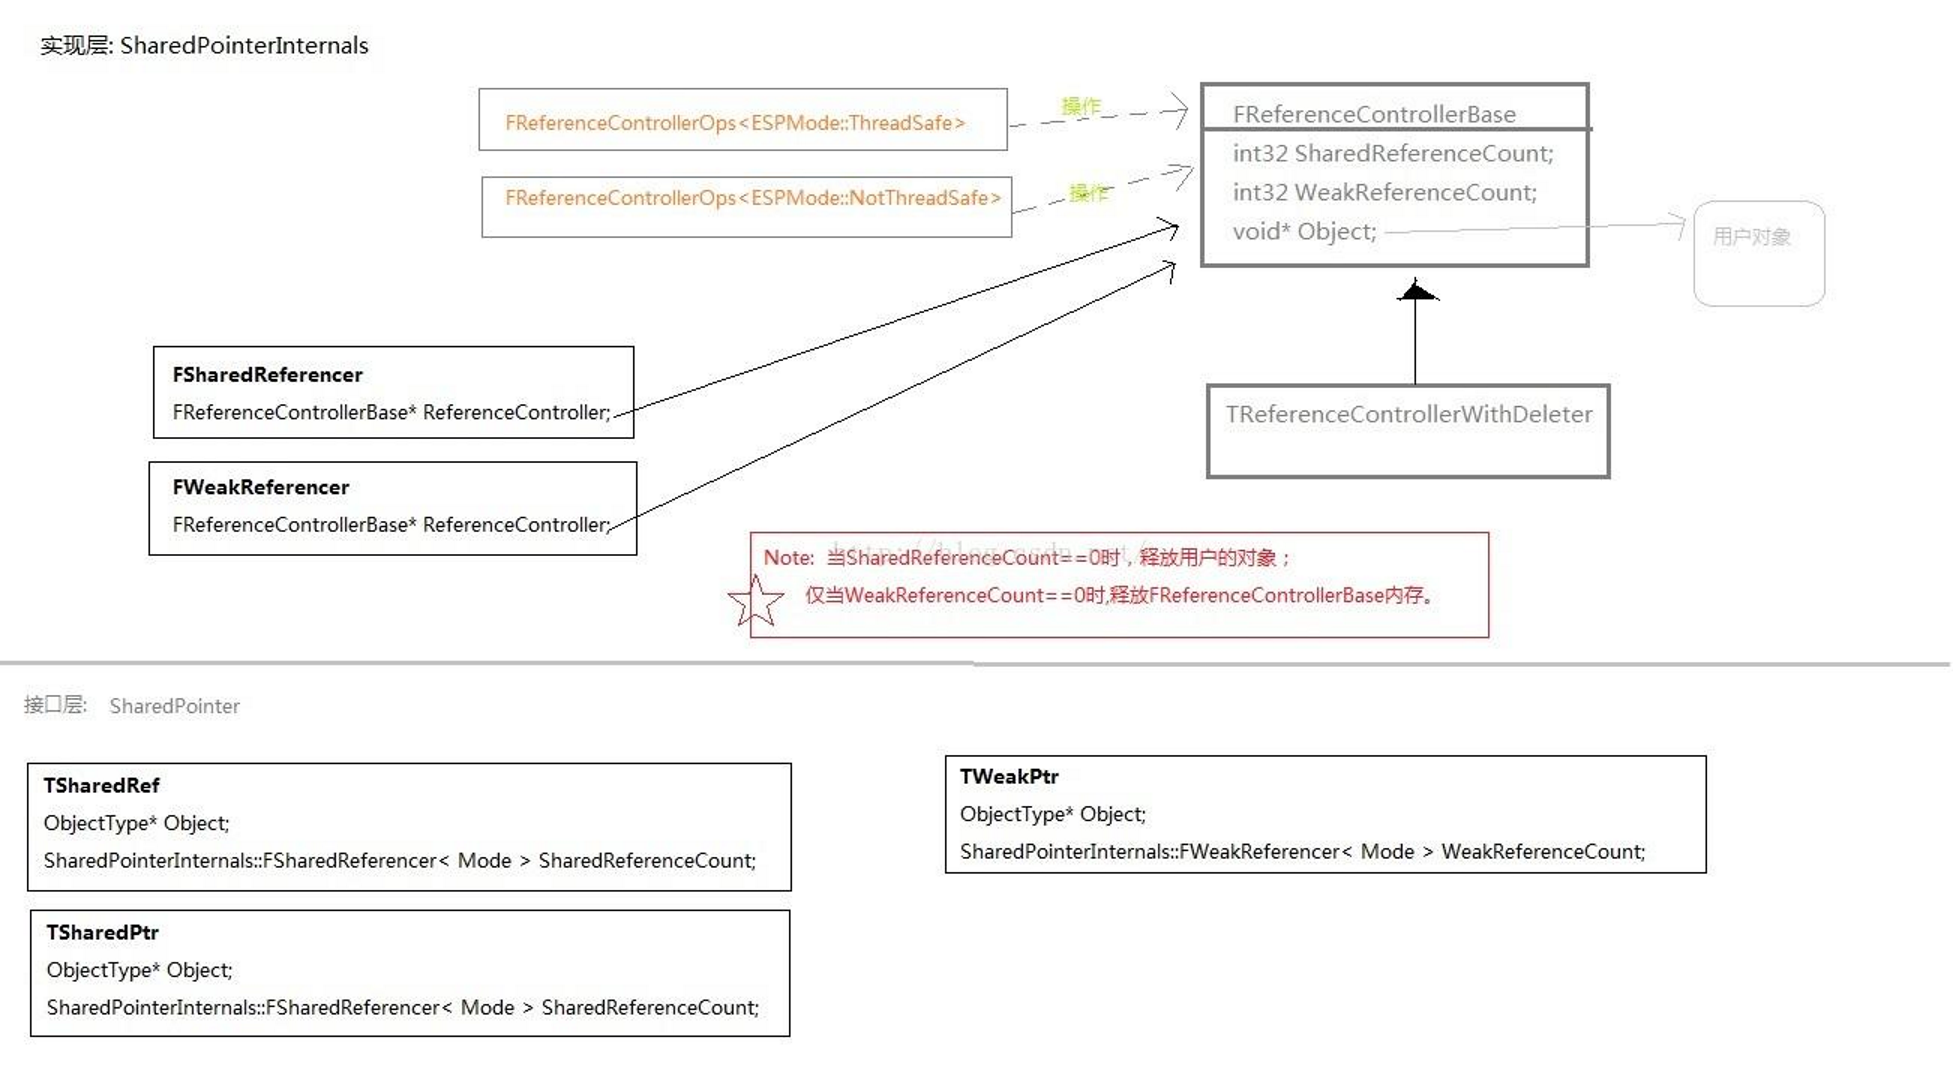 实现层: SharedPointerInternals
FReferenceControllerOps<ESPMode::ThreadSafe>
操作
FReferenceControllerBase
int32 SharedReferenceCount;
int32 WeakReferenceCount;
void* Object;
FReferenceControllerOps<ESPMode::NotThreadSafe>
操作
用户对象
FSharedReferencer
FReferenceControllerBase* ReferenceController;
TReferenceControllerWithDeleter
FWeakReferencer
FReferenceControllerBase* ReferenceController;
http://blog.csdn.net/
Note: 当SharedReferenceCount==0时，释放用户的对象；
仅当WeakReferenceCount==0时,释放FReferenceControllerBase内存。
接口层: SharedPointer
TSharedRef
ObjectType* Object;
SharedPointerInternals::FSharedReferencer< Mode > SharedReferenceCount;
TWeakPtr
ObjectType* Object;
SharedPointerInternals::FWeakReferencer< Mode > WeakReferenceCount;
TSharedPtr
ObjectType* Object;
SharedPointerInternals::FSharedReferencer< Mode > SharedReferenceCount;